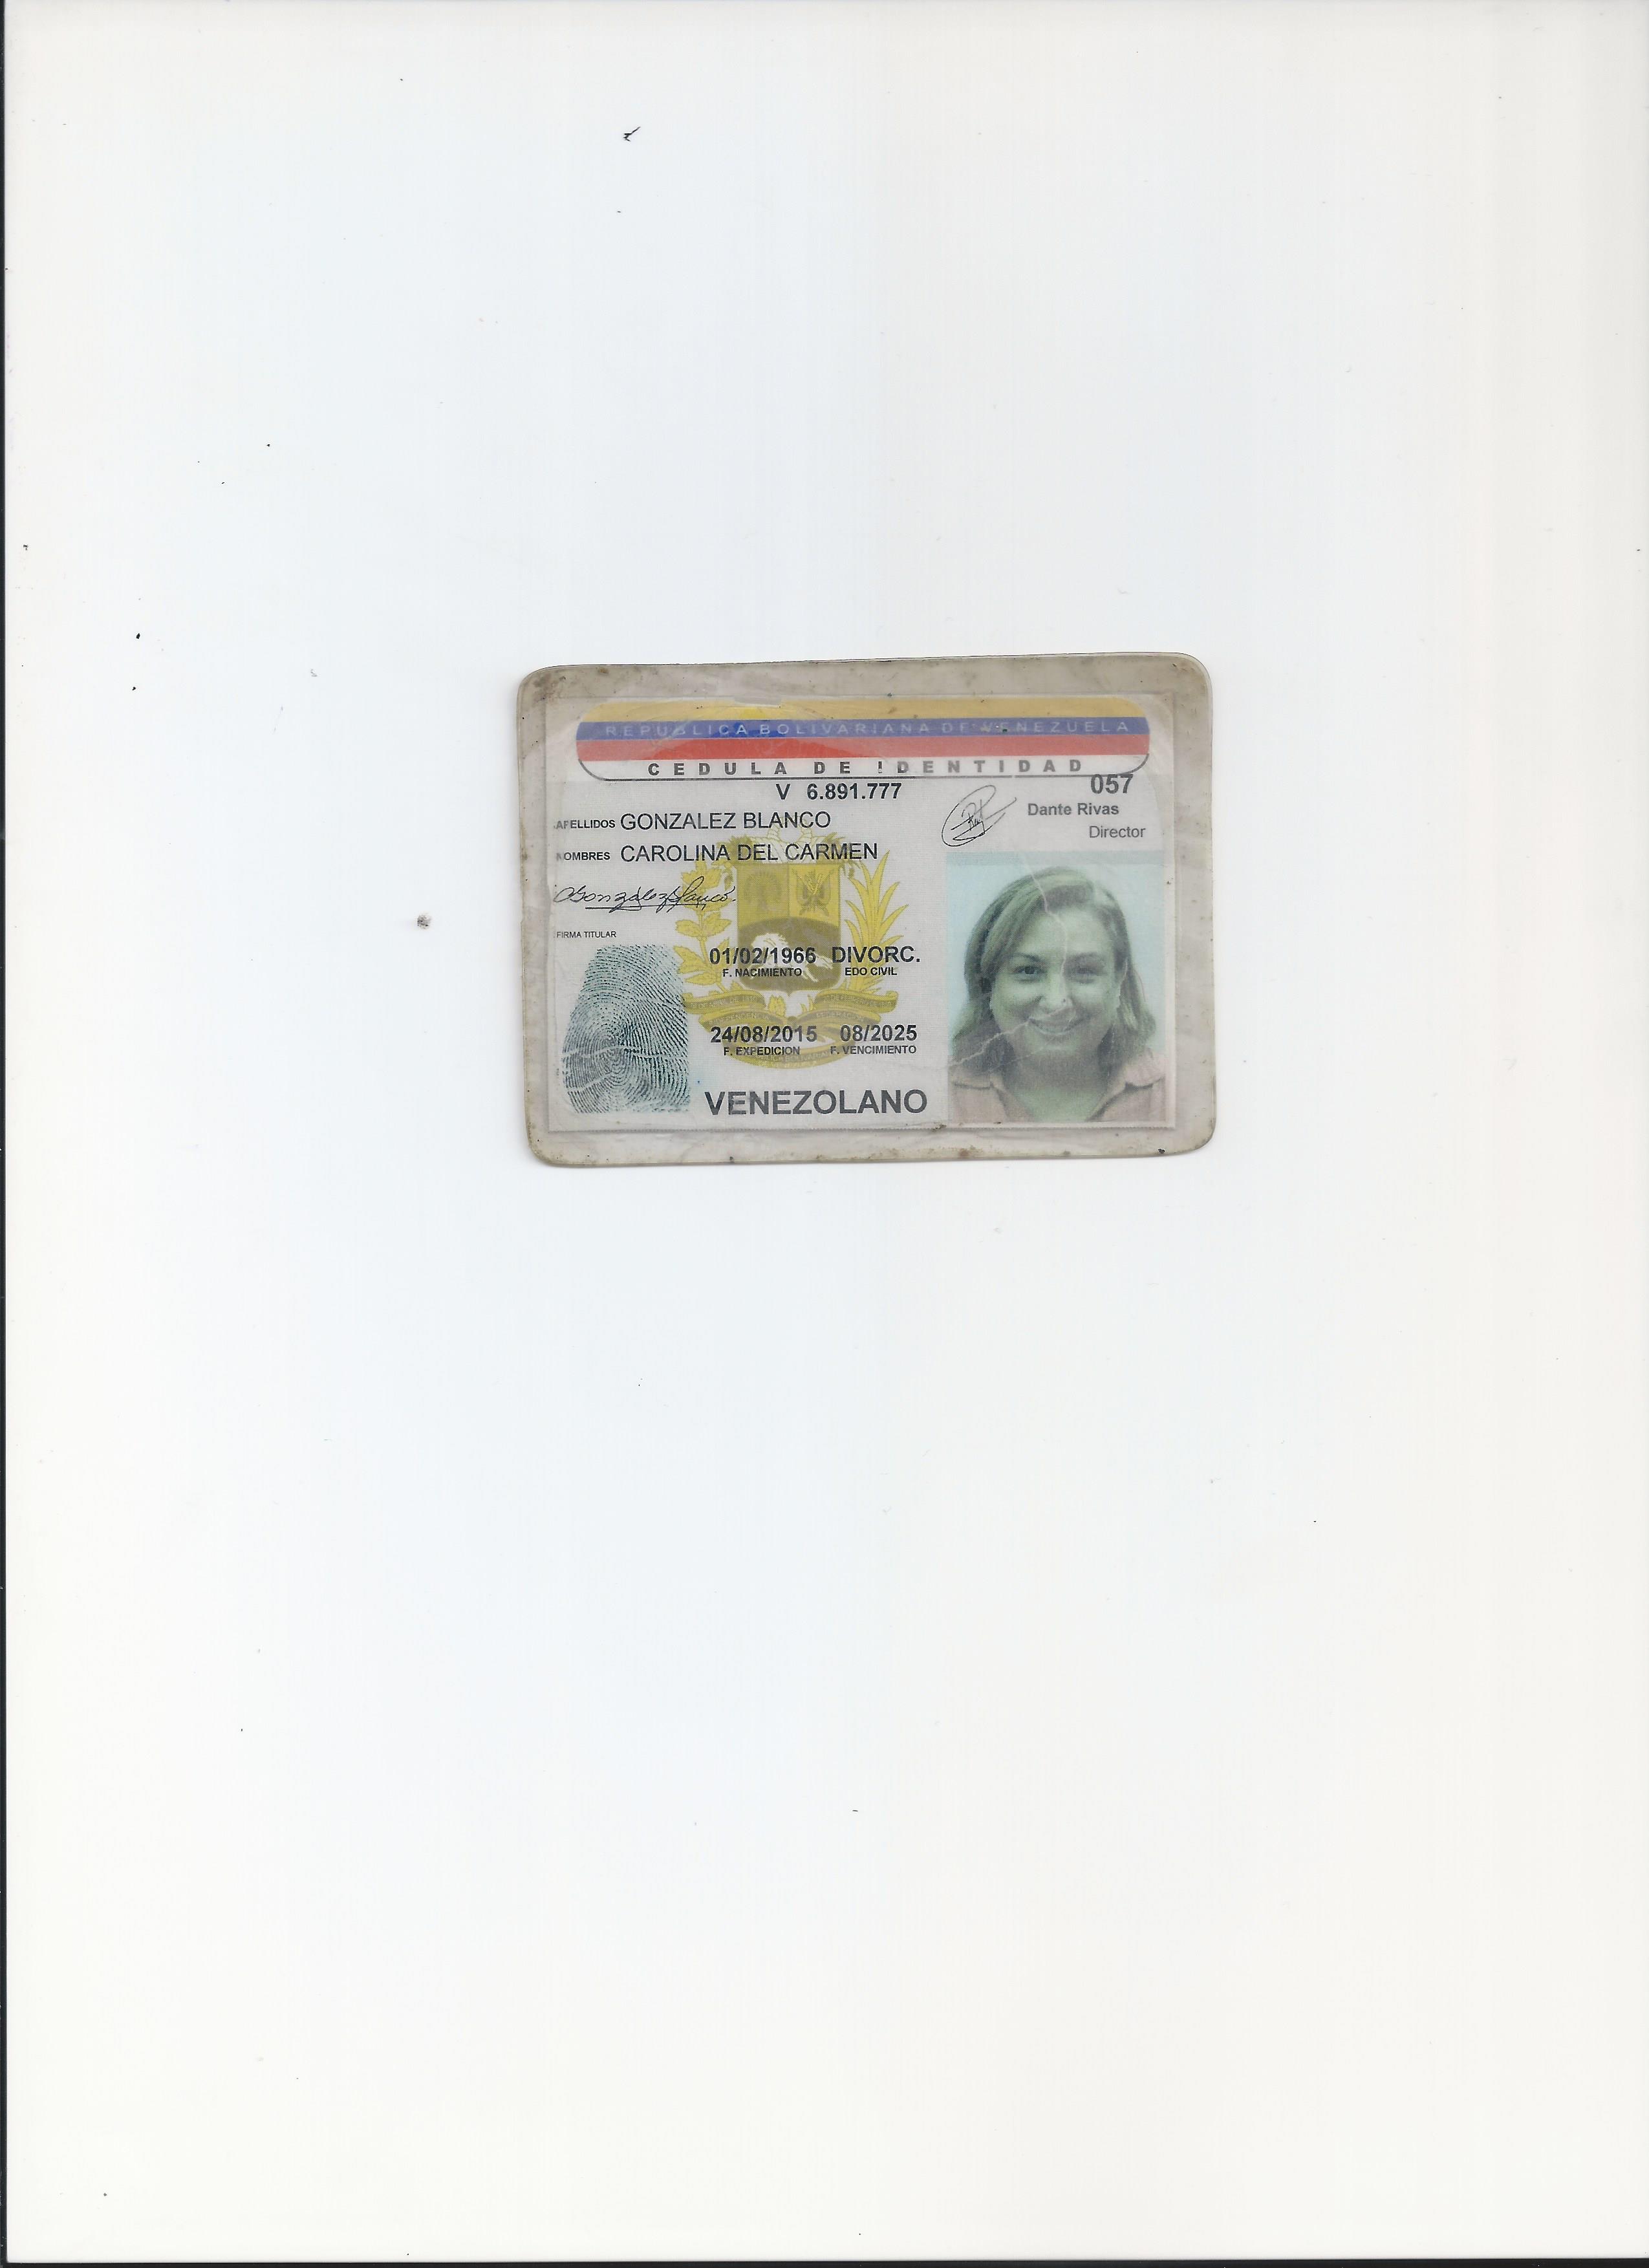 REPUBLICA BOLIVARIANA DE VENEZUELA
CEDULA DE IDENTIDAD
V 6.891.777
057
Dante Rivas
Director
APELLIDOS GONZALEZ BLANCO
NOMBRES CAROLINA DEL CARMEN
González Blanco
FIRMA TITULAR
01/02/1966 DIVORC.
F. NACIMIENTO EDO CIVIL
24/08/2015 08/2025
F. EXPEDICION F. VENCIMIENTO
VENEZOLANO